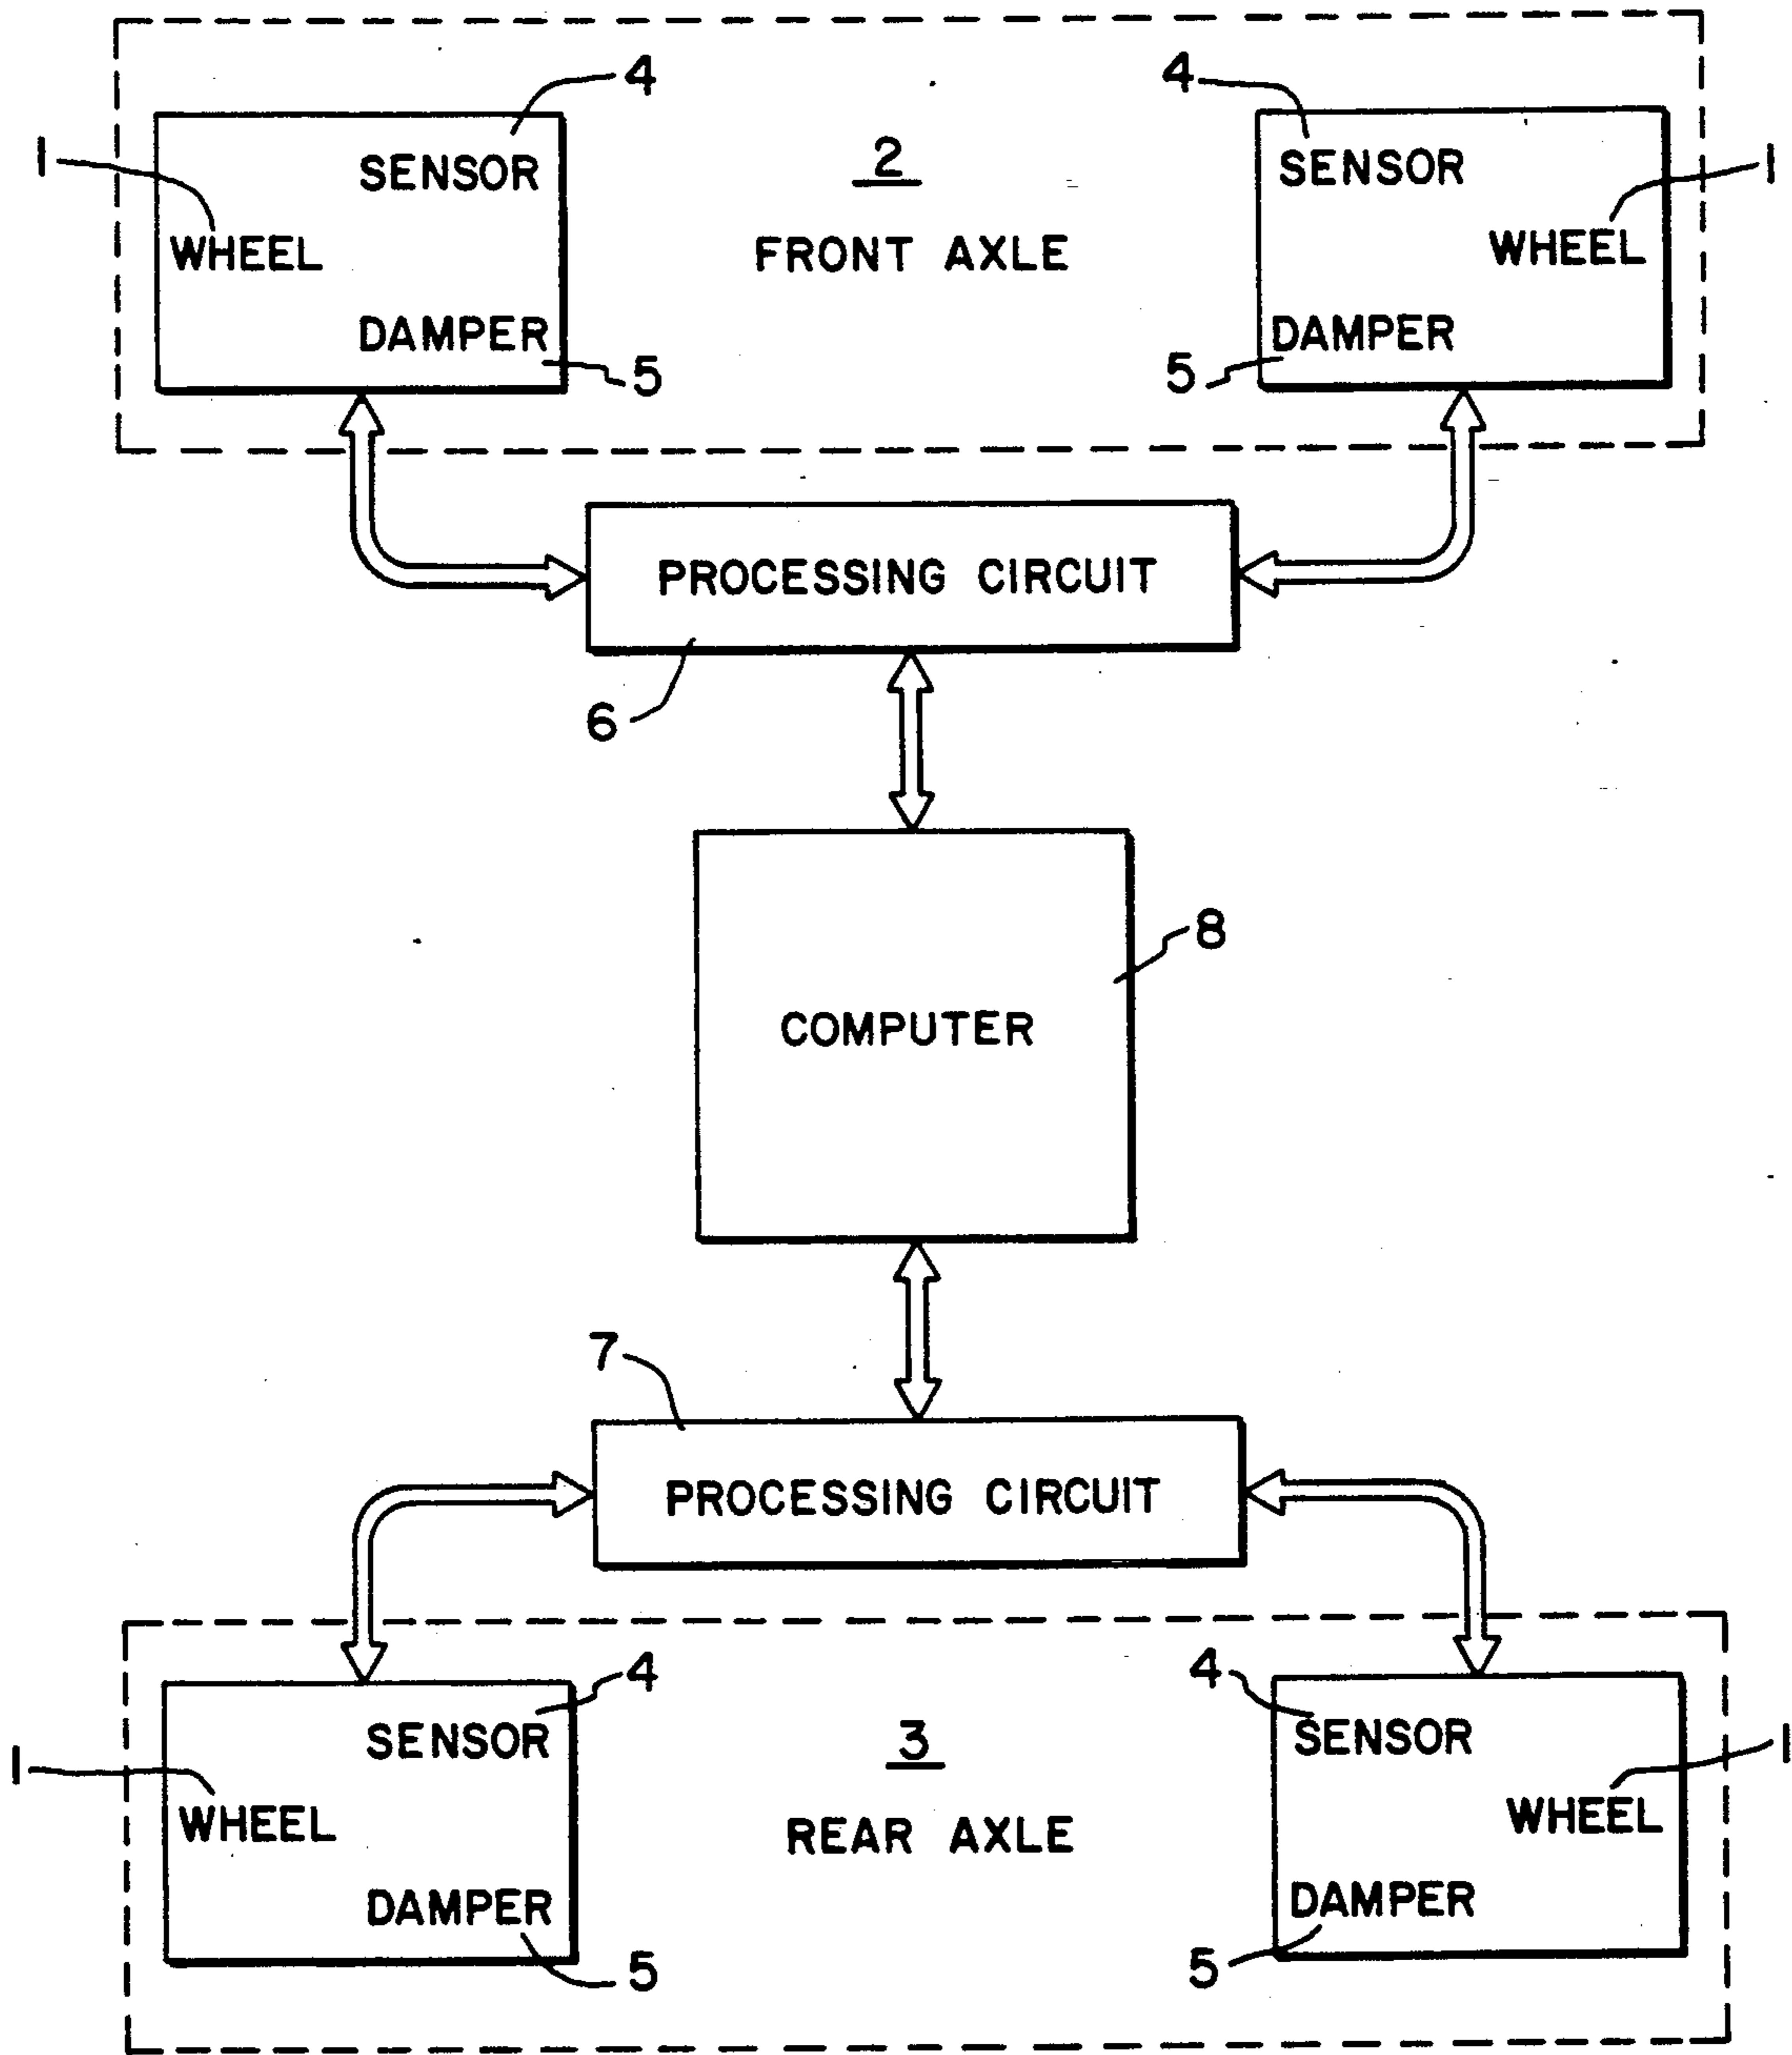 4
4
1
SENSOR
2
SENSOR
1
WHEEL
FRONT AXLE
WHEEL
DAMPER
DAMPER
5
5
PROCESSING CIRCUIT
6
8
COMPUTER
7
PROCESSING CIRCUIT
4
4
SENSOR
3
SENSOR
1
1
WHEEL
REAR AXLE
WHEEL
DAMPER
DAMPER
5
5